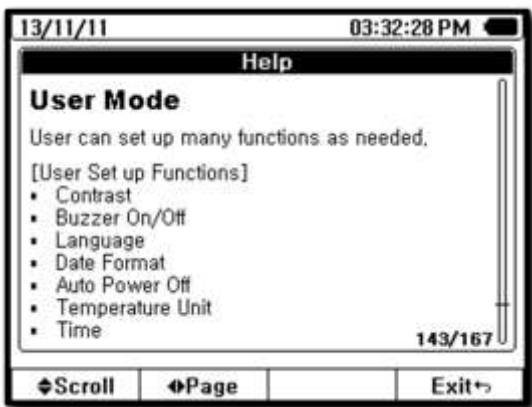 13/11/11 03:32:28 PM
Help
User Mode
User can set up many functions as needed,
[User Set up Functions]
▪ Contrast
▪ Buzzer On/Off
▪ Language
▪ Date Format
▪ Auto Power Off
▪ Temperature Unit
▪ Time
143/167
Scroll Page Exit